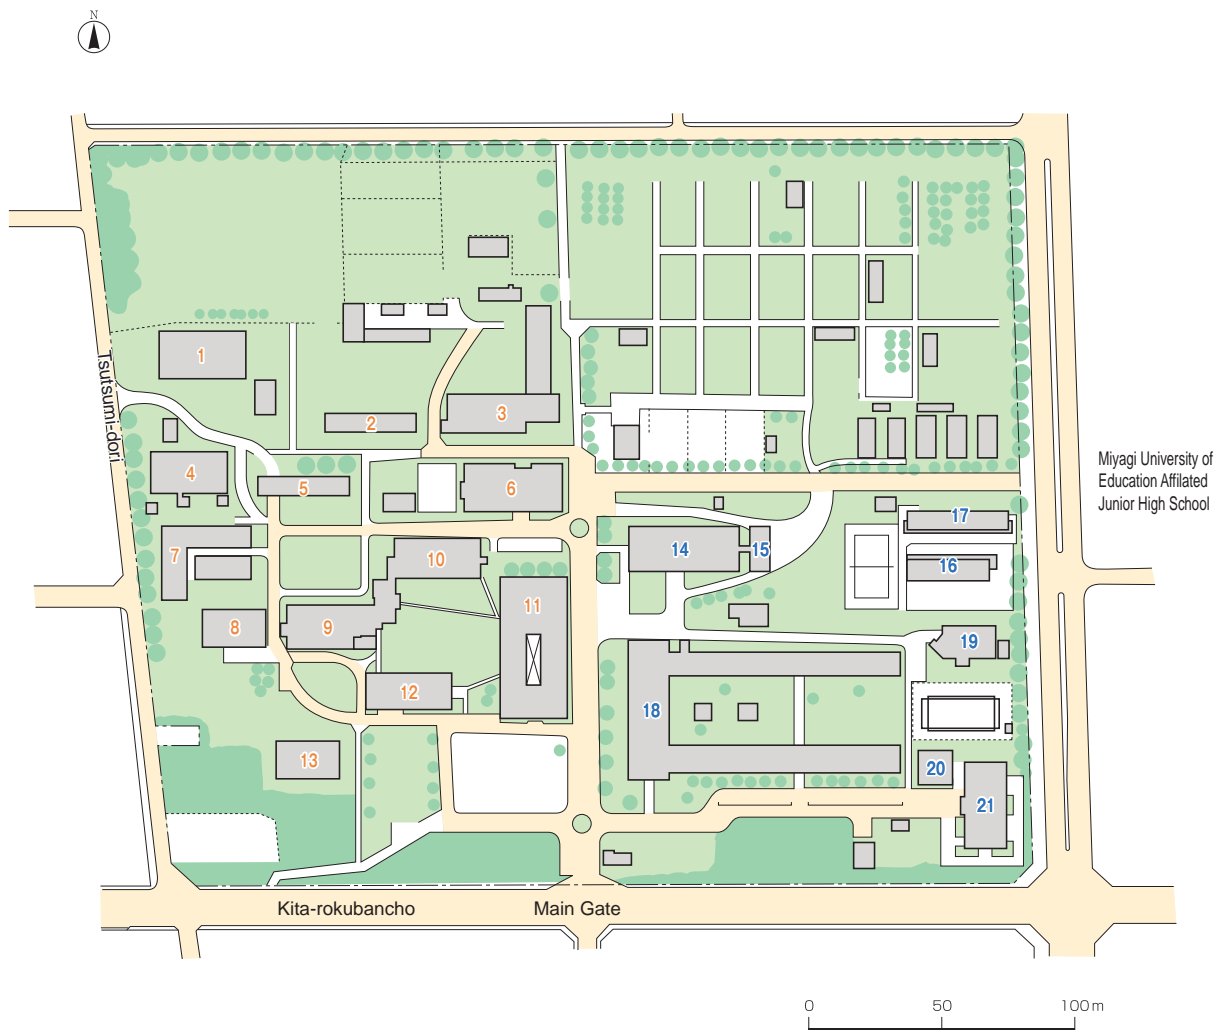 N
1
2
3
4
5
6
7
8
9
10
11
12
13
14
15
16
17
18
19
20
21
Tsutsumi-dori
Miyagi University of
Education Affilated
Junior High School
Kita-rokubancho
Main Gate
0 50 100m